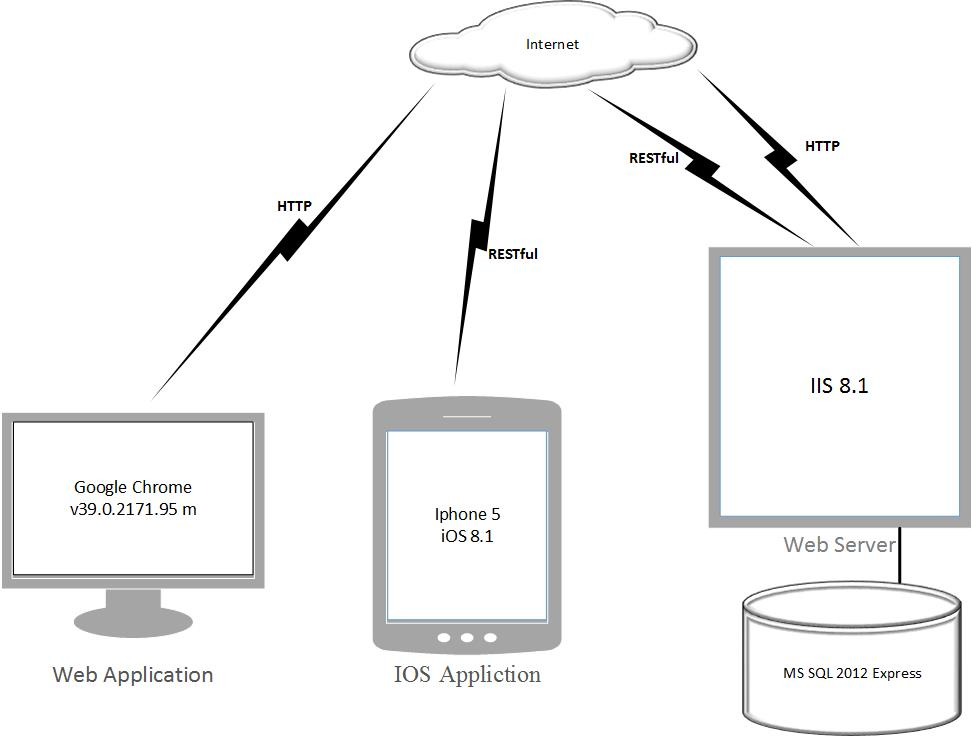 Internet
RESTful
HTTP
HTTP
RESTful
IIS 8.1
Google Chrome
v39.0.2171.95 m
Iphone 5
iOS 8.1
Web Server
Web Application
IOS Appliction
MS SQL 2012 Express